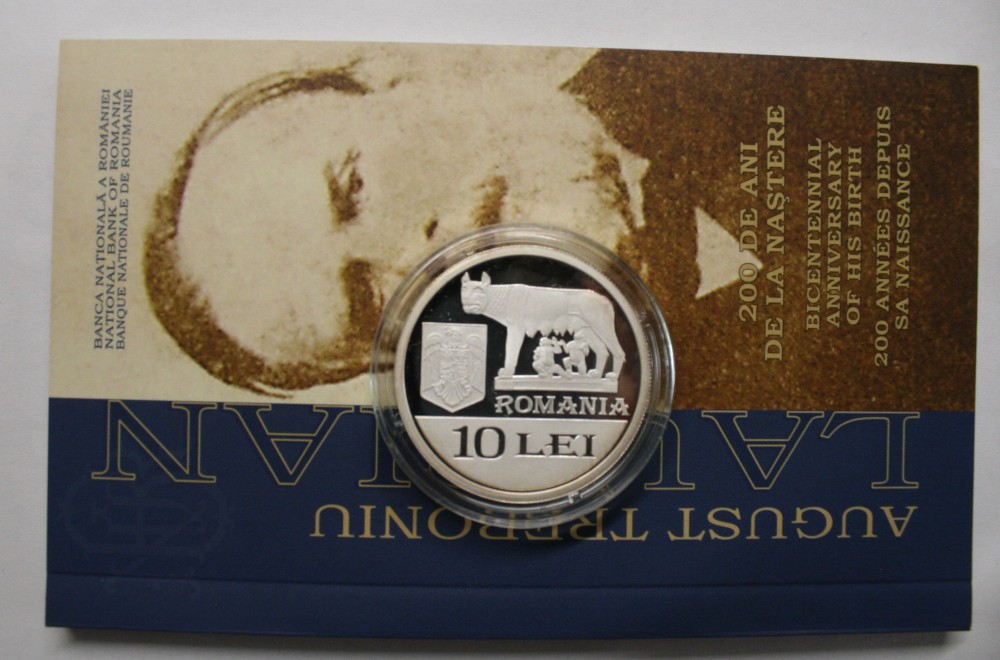 BANCA NAȚIONALĂ A ROMÂNIEI
NATIONAL BANK OF ROMANIA
BANQUE NATIONALE DE ROUMANIE
200 DE ANI
DE LA NAȘTERE
BICENTENNIAL
ANNIVERSARY
OF HIS BIRTH
200 ANNÉES DEPUIS
SA NAISSANCE
ROMANIA
10 LEI
AUGUST TREBONIU
LAURIAN